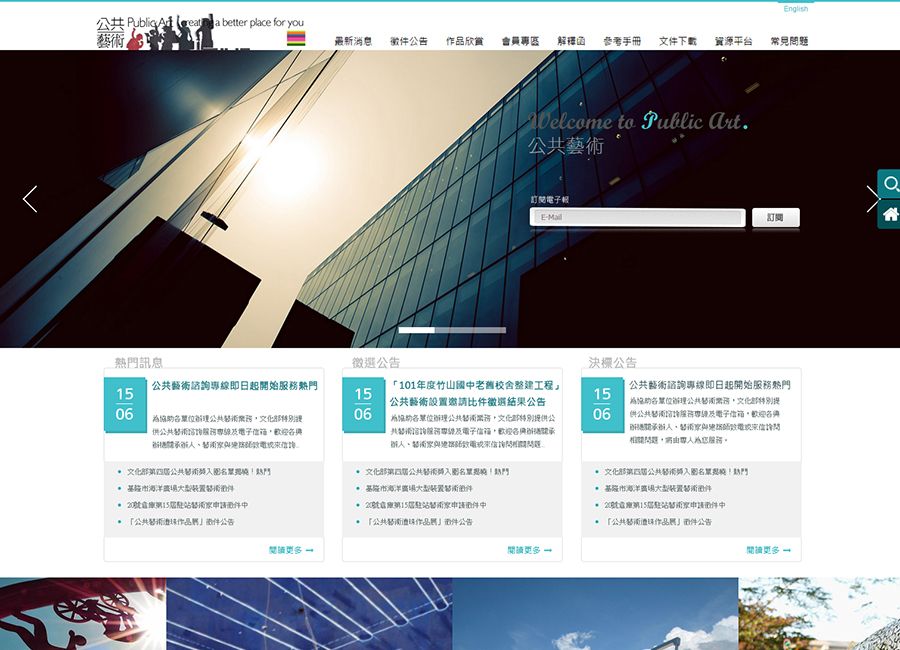 English
公共 Public Art | creating a better place for you
藝術
最新消息 徵件公告 作品欣賞 會員專區 解釋函 參考手冊 文件下載 資源平台 常見問題
Welcome to Public Art.
公共藝術
訂閱電子報
E-Mail 訂閱
熱門訊息
15
06
公共藝術諮詢專線即日起開始服務熱門
為協助各單位辦理公共藝術業務，文化部特別提
供公共藝術諮詢服務專線及電子信箱，歡迎各興
辦機關承辦人、藝術家與建築師致電或來信詢...
文化部第四屆公共藝術獎入圍名單揭曉！熱門
基隆市海洋廣場大型裝置藝術徵件
20號倉庫第15屆駐站藝術家申請徵件中
「公共藝術遺珠作品展」徵件公告
閱讀更多
徵選公告
15
06
「101年度竹山國中老舊校舍整建工程」
公共藝術設置邀請比件徵選結果公告
為協助各單位辦理公共藝術業務，文化部特別提供公
共藝術諮詢服務專線及電子信箱，歡迎各興辦機關承
辦人、藝術家與建築師致電或來信詢問相關問題...
文化部第四屆公共藝術獎入圍名單揭曉！熱門
基隆市海洋廣場大型裝置藝術徵件
20號倉庫第15屆駐站藝術家申請徵件中
「公共藝術遺珠作品展」徵件公告
閱讀更多
決標公告
15
06
公共藝術諮詢專線即日起開始服務熱門
為協助各單位辦理公共藝術業務，文化部特別提
供公共藝術諮詢服務專線及電子信箱，歡迎各興
辦機關承辦人、藝術家與建築師致電或來信詢問
相關問題，將由專人為您服務。
文化部第四屆公共藝術獎入圍名單揭曉！熱門
基隆市海洋廣場大型裝置藝術徵件
20號倉庫第15屆駐站藝術家申請徵件中
「公共藝術遺珠作品展」徵件公告
閱讀更多